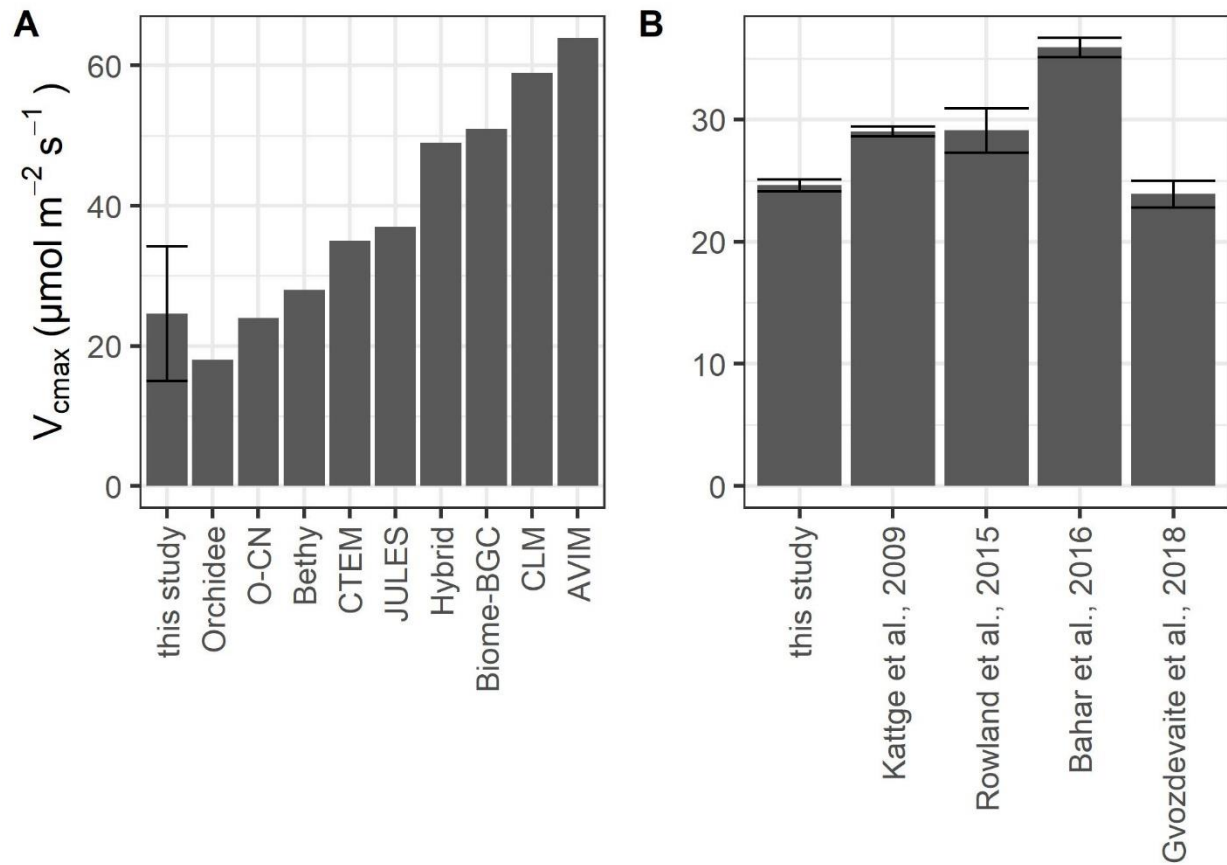 A
V_cmax (µmol m⁻² s⁻¹ )
60
40
20
0
this study
Orchidee
O-CN
Bethy
CTEM
JULES
Hybrid
Biome-BGC
CLM
AVIM
B
30
20
10
0
this study
Kattge et al., 2009
Rowland et al., 2015
Bahar et al., 2016
Gvozdevaite et al., 2018